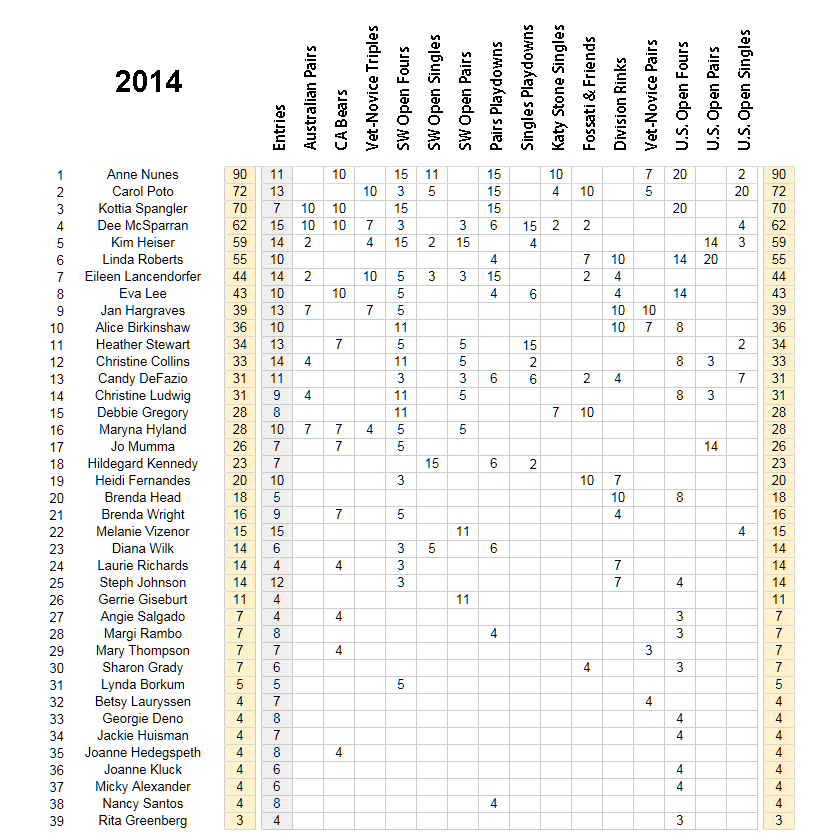 2014
Entries
Australian Pairs
CA Bears
Vet-Novice Triples
SW Open Fours
SW Open Singles
SW Open Pairs
Pairs Playdowns
Singles Playdowns
Katy Stone Singles
Fossati & Friends
Division Rinks
Vet-Novice Pairs
U.S. Open Fours
U.S. Open Pairs
U.S. Open Singles
1 Anne Nunes 90 11 10 15 11 15 10 7 20 2 90
2 Carol Poto 72 13 10 3 5 15 4 10 5 20 72
3 Kottia Spangler 70 7 10 10 15 15 20 70
4 Dee McSparran 62 15 10 10 7 3 3 6 15 2 2 4 62
5 Kim Heiser 59 14 2 4 15 2 15 4 14 3 59
6 Linda Roberts 55 10 4 7 10 14 20 55
7 Eileen Lancendorfer 44 14 2 10 5 3 3 15 2 4 44
8 Eva Lee 43 10 10 5 4 6 4 14 43
9 Jan Hargraves 39 13 7 7 5 10 10 39
10 Alice Birkinshaw 36 10 11 10 7 8 36
11 Heather Stewart 34 13 7 5 5 15 2 34
12 Christine Collins 33 14 4 11 5 2 8 3 33
13 Candy DeFazio 31 11 3 3 6 6 2 4 7 31
14 Christine Ludwig 31 9 4 11 5 8 3 31
15 Debbie Gregory 28 8 11 7 10 28
16 Maryna Hyland 28 10 7 7 4 5 5 28
17 Jo Mumma 26 7 7 5 14 26
18 Hildegard Kennedy 23 7 15 6 2 23
19 Heidi Fernandes 20 10 3 10 7 20
20 Brenda Head 18 5 10 8 18
21 Brenda Wright 16 9 7 5 4 16
22 Melanie Vizenor 15 15 11 4 15
23 Diana Wilk 14 6 3 5 6 14
24 Laurie Richards 14 4 4 3 7 14
25 Steph Johnson 14 12 3 7 4 14
26 Gerrie Giseburt 11 4 11 11
27 Angie Salgado 7 4 4 3 7
28 Margi Rambo 7 8 4 3 7
29 Mary Thompson 7 7 4 3 7
30 Sharon Grady 7 6 4 3 7
31 Lynda Borkum 5 5 5 5
32 Betsy Lauryssen 4 7 4 4
33 Georgie Deno 4 8 4 4
34 Jackie Huisman 4 7 4 4
35 Joanne Hedegspeth 4 8 4 4
36 Joanne Kluck 4 6 4 4
37 Micky Alexander 4 6 4 4
38 Nancy Santos 4 8 4 4
39 Rita Greenberg 3 4 3 3